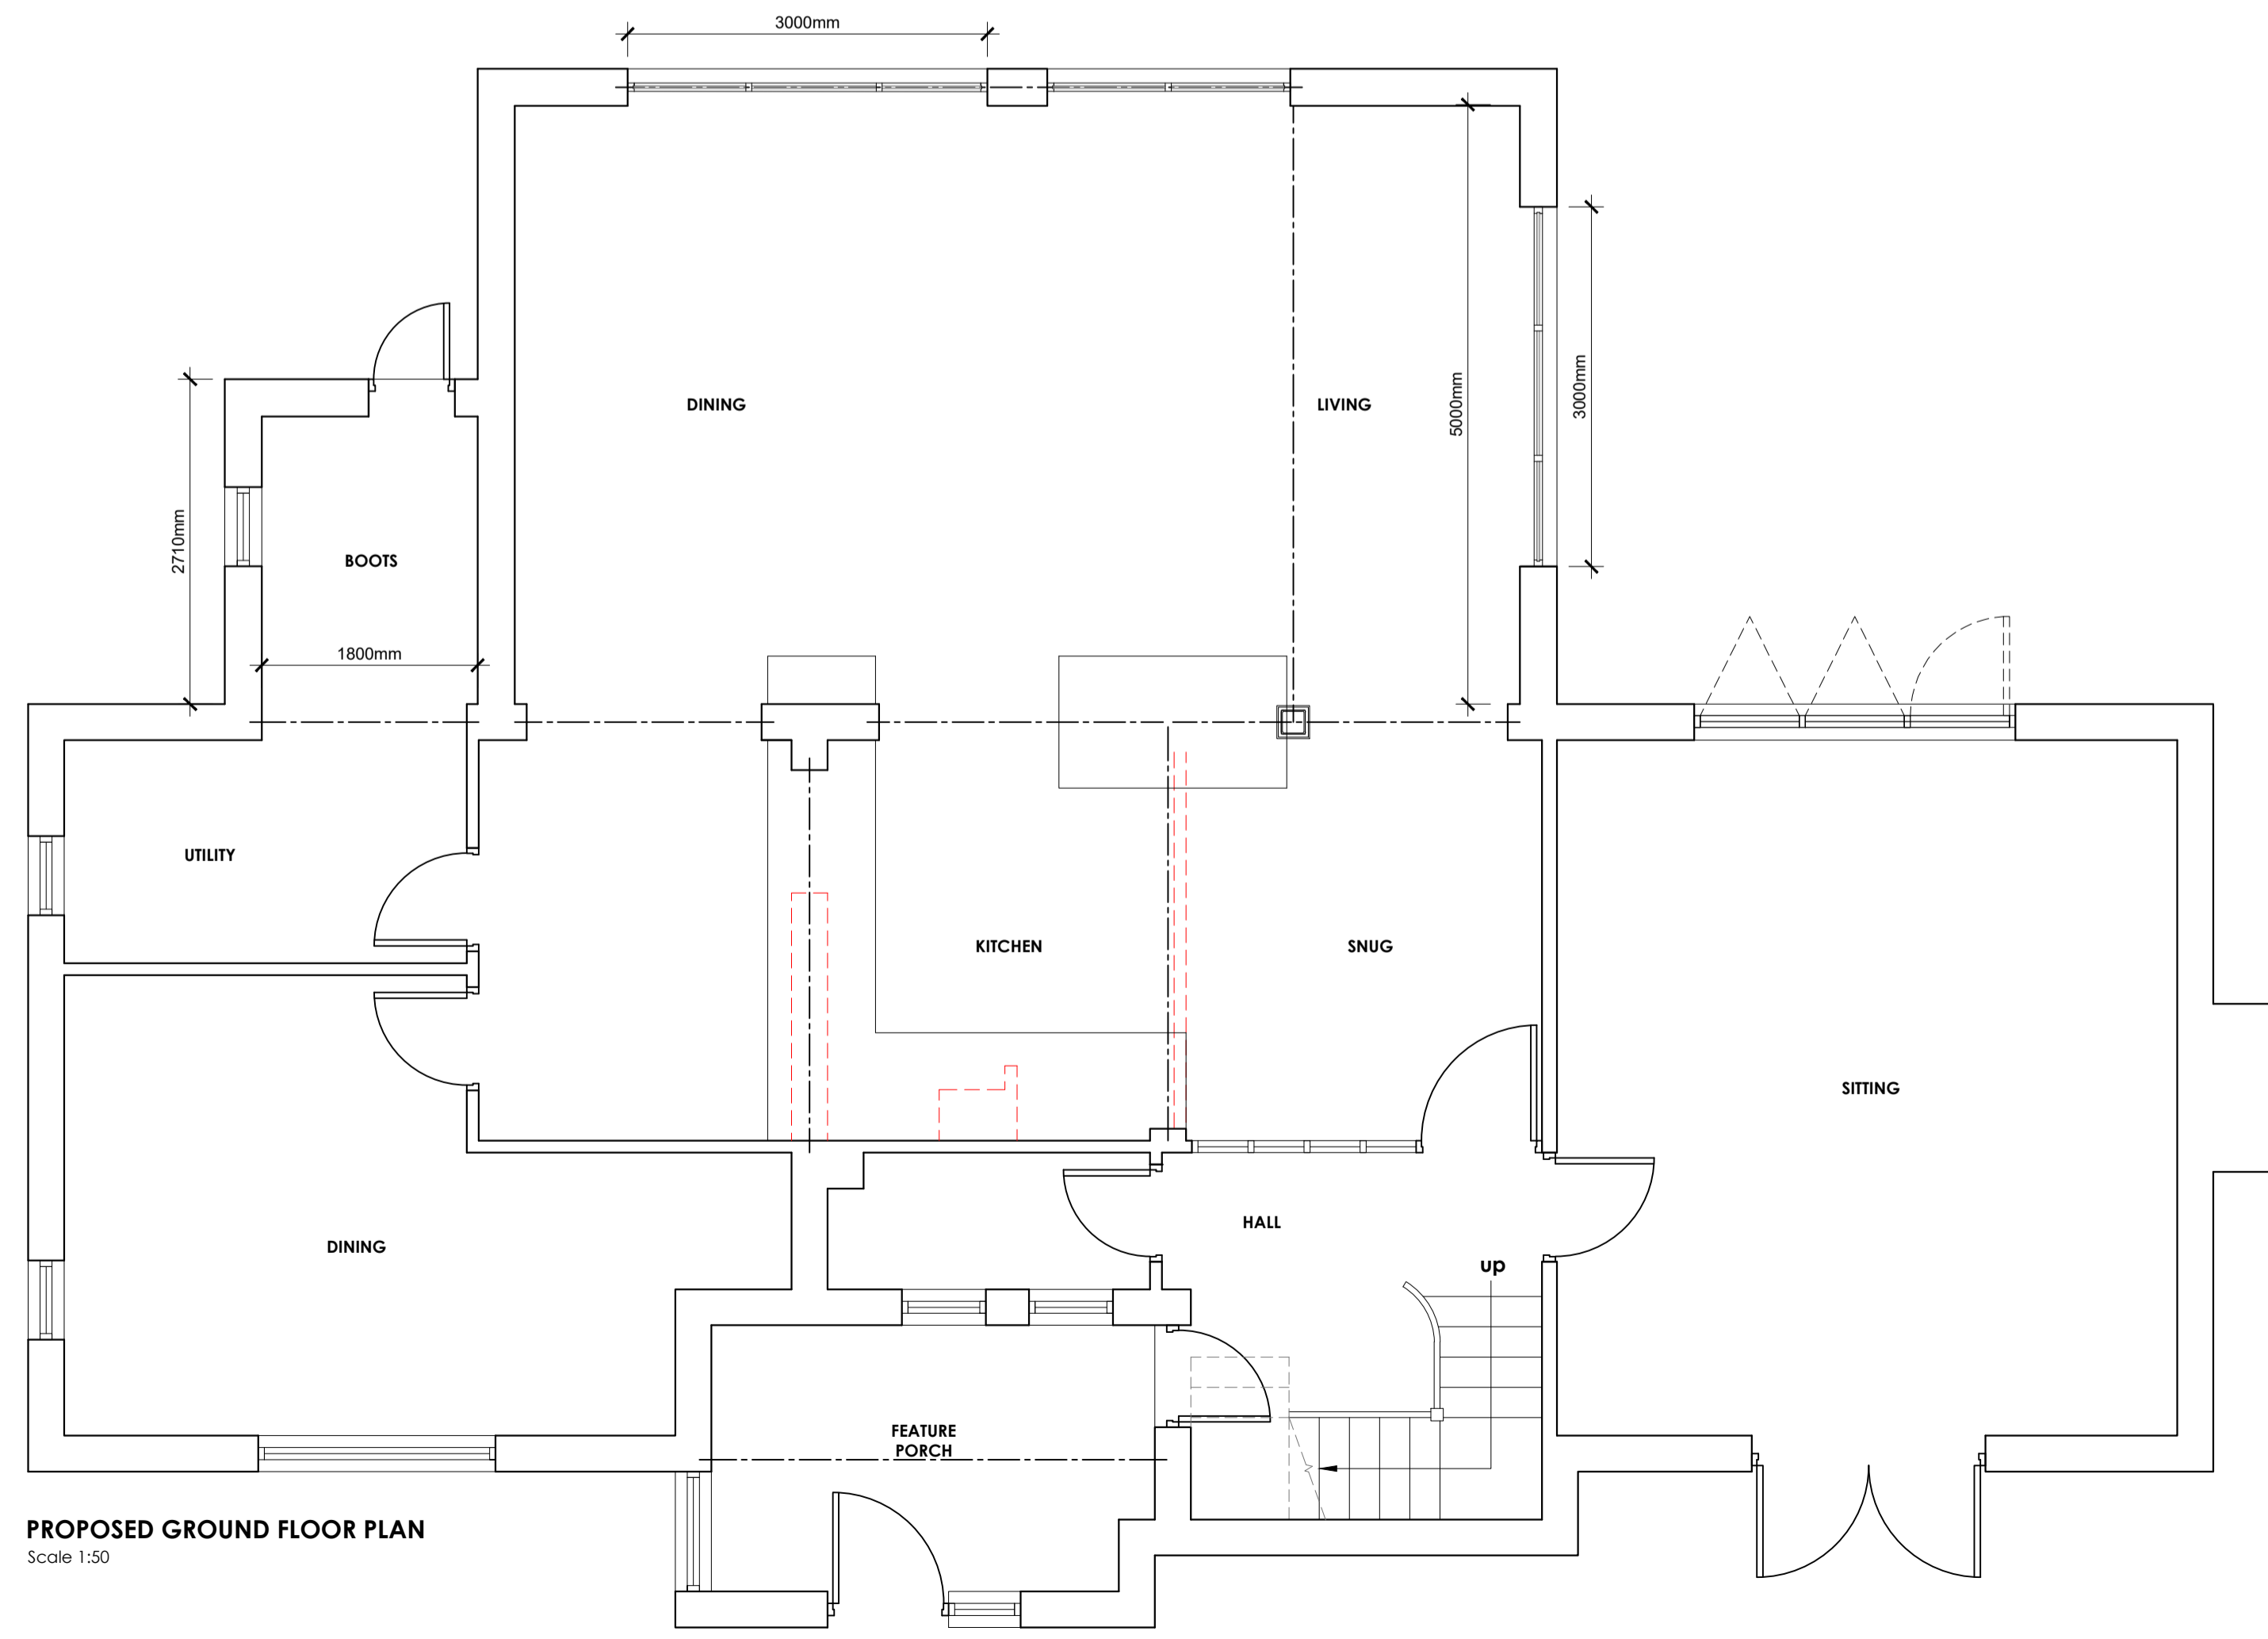 3000mm
DINING
LIVING
5000mm
3000mm
2710mm
BOOTS
1800mm
UTILITY
KITCHEN
SNUG
SITTING
HALL
DINING
up
FEATURE
PORCH
PROPOSED GROUND FLOOR PLAN
Scale 1:50